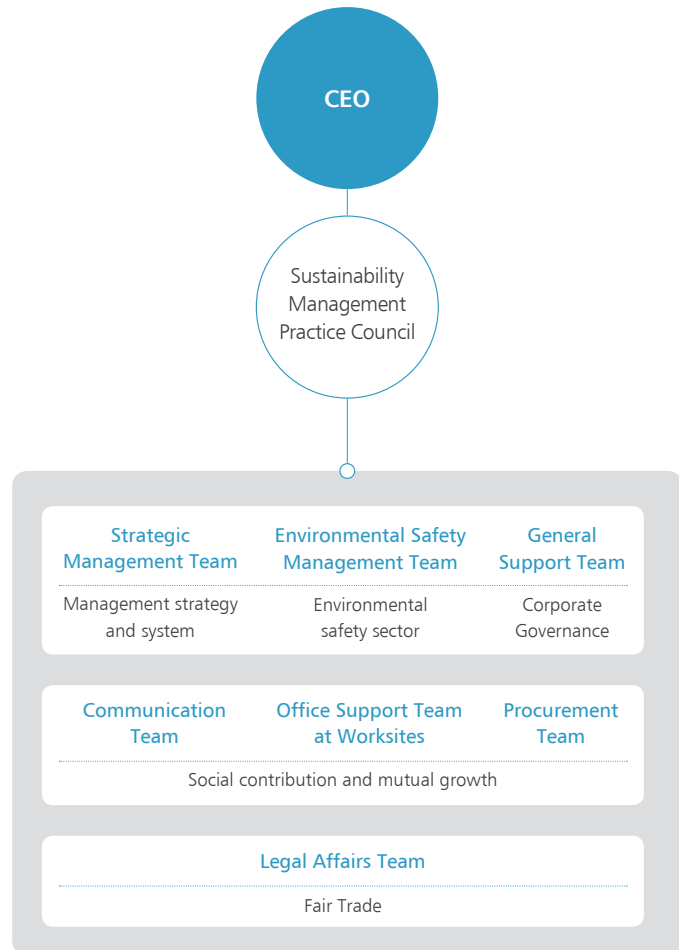 CEO
Sustainability
Management
Practice Council
Strategic
Management Team
Management strategy
and system
Environmental Safety
Management Team
Environmental
safety sector
General
Support Team
Corporate
Governance
Communication
Team
Office Support Team
at Worksites
Procurement
Team
Social contribution and mutual growth
Legal Affairs Team
Fair Trade